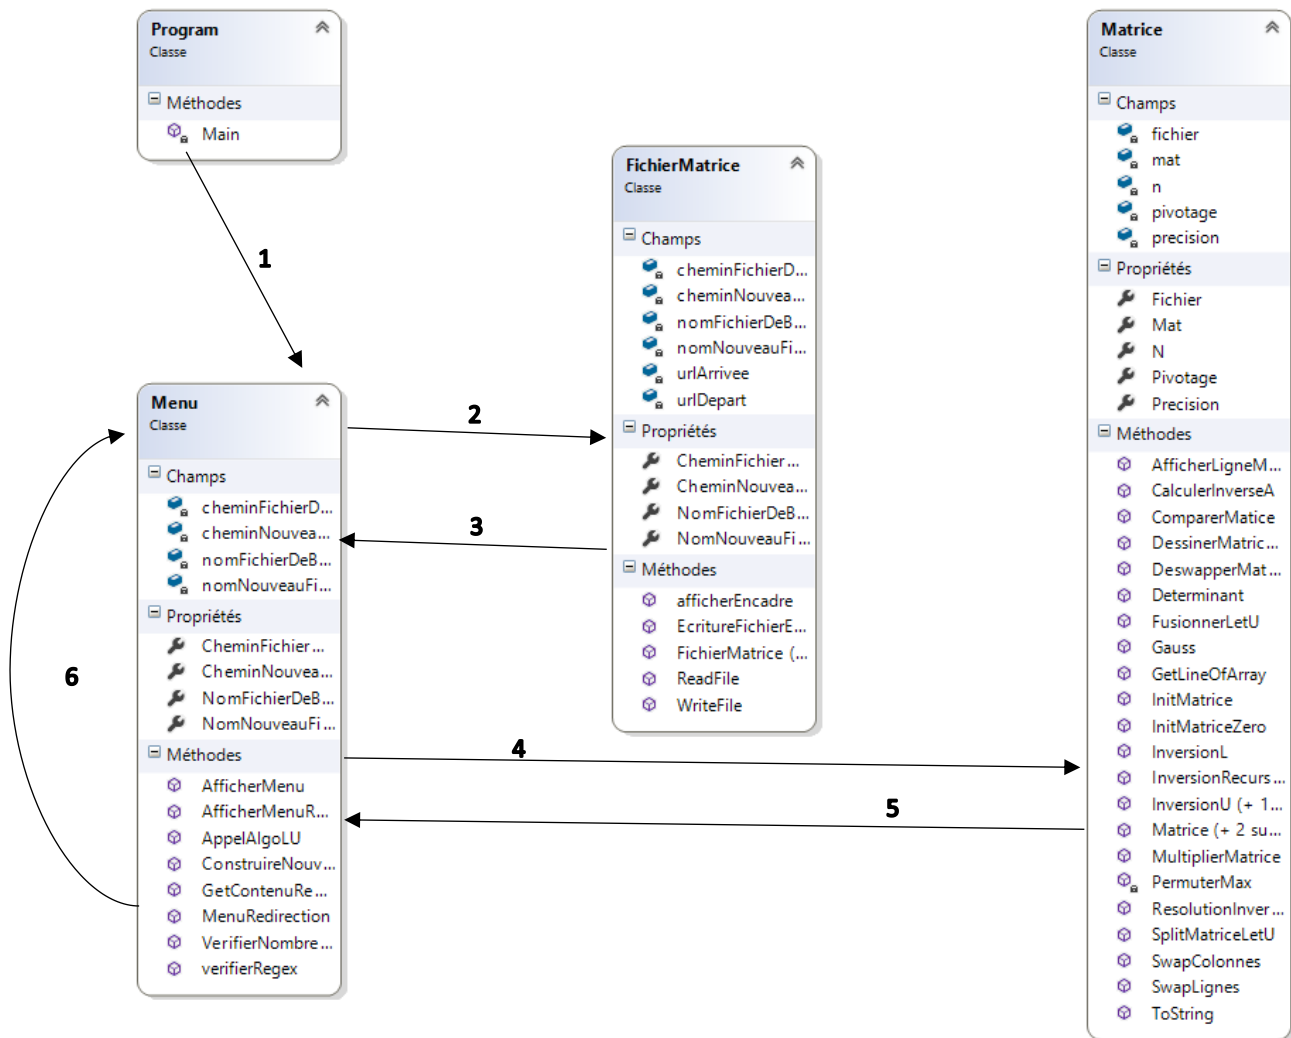 Program
Classe
Méthodes
Main
1
Menu
Classe
Champs
cheminFichierD...
cheminNouvea...
nomFichierDeB...
nomNouveauFi...
Propriétés
CheminFichier...
CheminNouvea...
NomFichierDeB...
NomNouveauFi...
Méthodes
AfficherMenu
AfficherMenuR...
AppelAlgoLU
ConstruireNouv...
GetContenuRe...
MenuRedirection
VerifierNombre...
verifierRegex
6
2
3
FichierMatrice
Classe
Champs
cheminFichierD...
cheminNouvea...
nomFichierDeB...
nomNouveauFi...
urlArrivee
urlDepart
Propriétés
CheminFichier...
CheminNouvea...
NomFichierDeB...
NomNouveauFi...
Méthodes
afficherEncadre
EcritureFichierE...
FichierMatrice (...
ReadFile
WriteFile
4
5
Matrice
Classe
Champs
fichier
mat
n
pivotage
precision
Propriétés
Fichier
Mat
N
Pivotage
Precision
Méthodes
AfficherLigneM...
CalculerInverseA
ComparerMatice
DessinerMatric...
DeswapperMat...
Determinant
FusionnerLetU
Gauss
GetLineOfArray
InitMatrice
InitMatriceZero
InversionL
InversionRecurs...
InversionU (+ 1...
Matrice (+ 2 su...
MultiplierMatrice
PermuterMax
ResolutionInver...
SplitMatriceLetU
SwapColonnes
SwapLignes
ToString